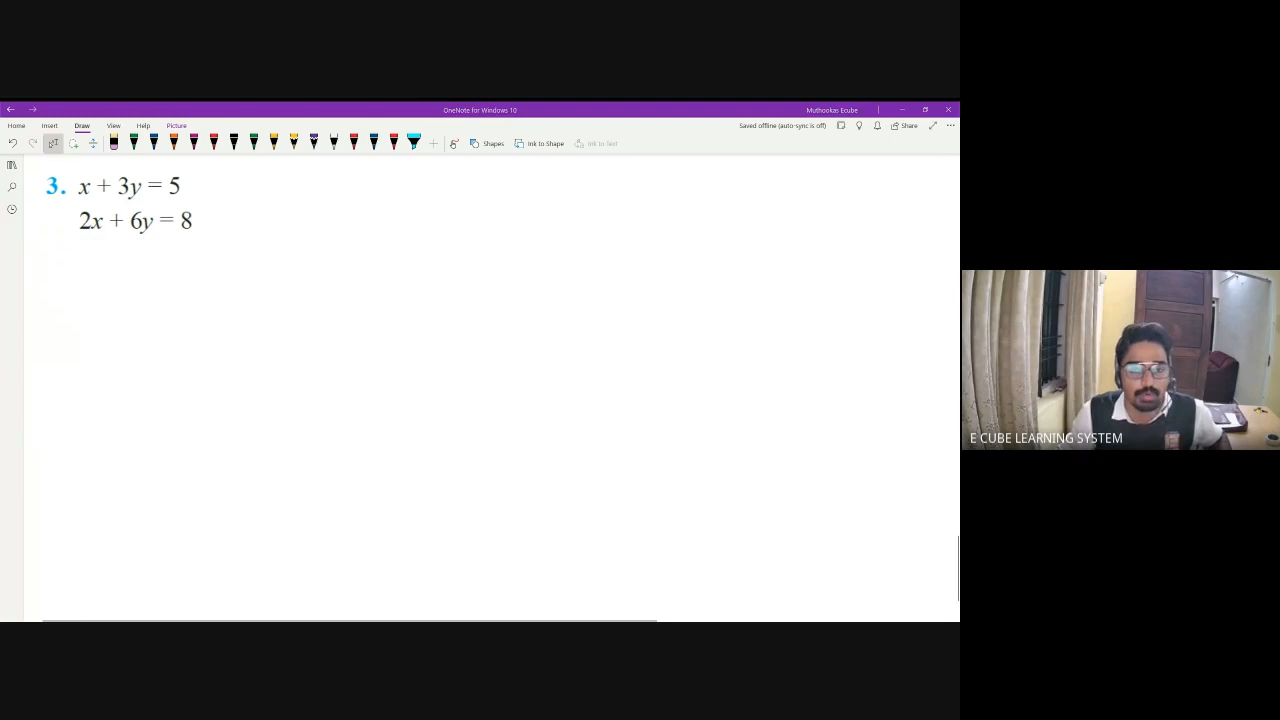 OneNote for Windows 10
Muthookas Ecube
Home Insert Draw View Help Picture
Saved offline (auto-sync is off) Share
Shapes Ink to Shape Ink to Text
3. x + 3y = 5
2x + 6y = 8
E CUBE LEARNING SYSTEM